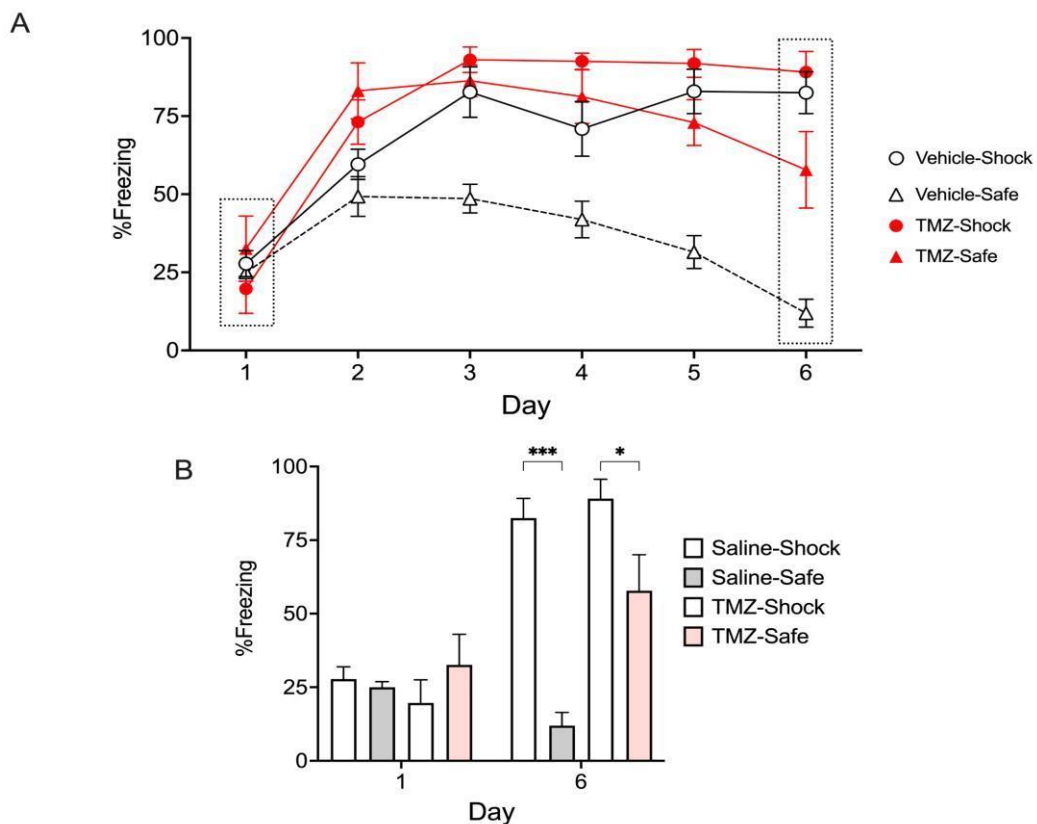 A
100
75
50
25
0
%Freezing
1 2 3 4 5 6
Day
Vehicle-Shock
Vehicle-Safe
TMZ-Shock
TMZ-Safe
B
*** *
100
75
50
25
0
%Freezing
1 6
Day
Saline-Shock
Saline-Safe
TMZ-Shock
TMZ-Safe